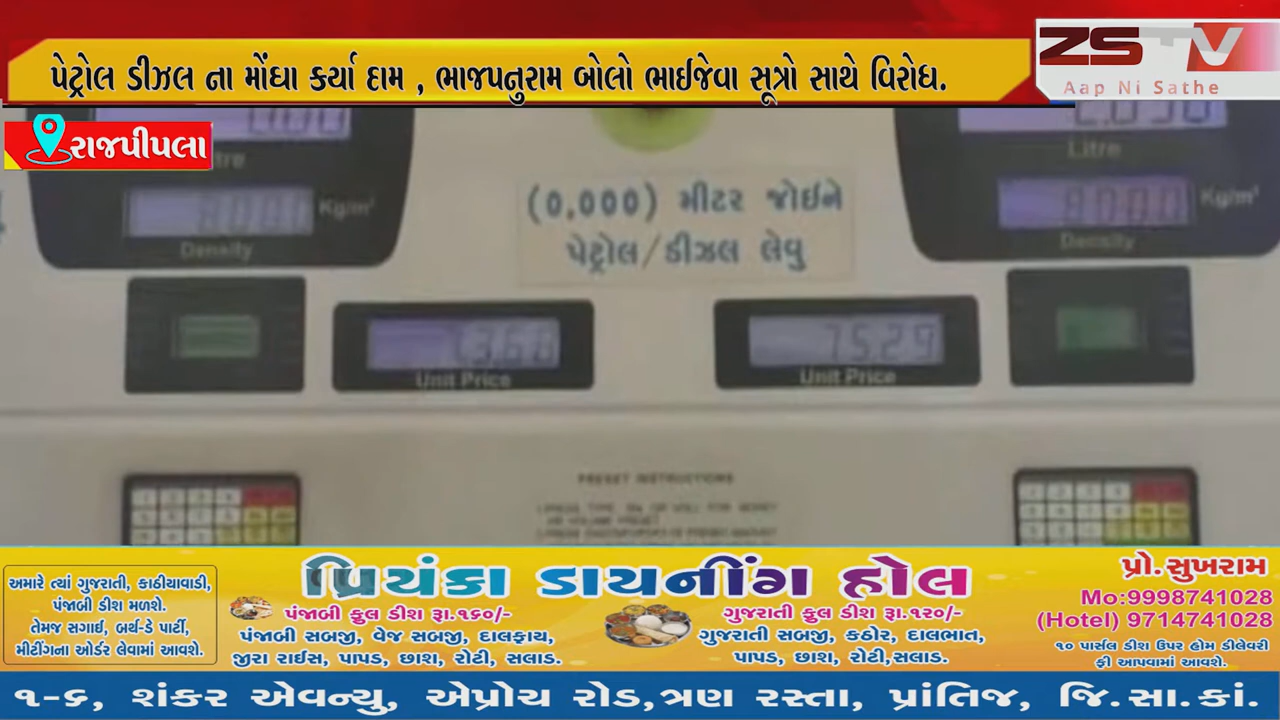 પેટ્રોલ ડીઝલ ના મોંઘા કર્યા દામ , ભાજપનુરામ બોલો ભાઈજેવા સૂત્રો સાથે વિરોધ.
ZS TV
Aap Ni Sathe
રાજપીપલા
Litre
Kg/m³
Density
(0,000) મીટર જોઈને
પેટ્રોલ/ડીઝલ લેવુ
Litre
Kg/m³
Density
Unit Price
75.29
Unit Price
PRESET INSTRUCTIONS
અમારે ત્યાં ગુજરાતી, કાઠીયાવાડી,
પંજાબી ડીશ મળશે.
તેમજ સગાઈ, બર્થ-ડે પાર્ટી,
મીટીંગના ઓર્ડર લેવામાં આવશે.
પ્રિયંકા ડાયનીંગ હોલ
પંજાબી ફુલ ડીશ રૂા.૧૬૦/-
પંજાબી સબજી, વેજ સબજી, દાલફ્રાય,
જીરા રાઈસ, પાપડ, છાશ, રોટી, સલાડ.
ગુજરાતી ફુલ ડીશ રૂા.૧૨૦/-
ગુજરાતી સબજી, કઠોર, દાલભાત,
પાપડ, છાશ, રોટી,સલાડ.
પ્રો.સુખરામ
Mo:9998741028
(Hotel) 9714741028
૧૦ પાર્સલ ડીશ ઉપર હોમ ડીલેવરી
ફ્રી આપવામાં આવશે.
૧-૬, શંકર એવન્યુ, એપ્રોચ રોડ,ત્રણ રસ્તા, પ્રાંતિજ, જિ.સા.કાં.